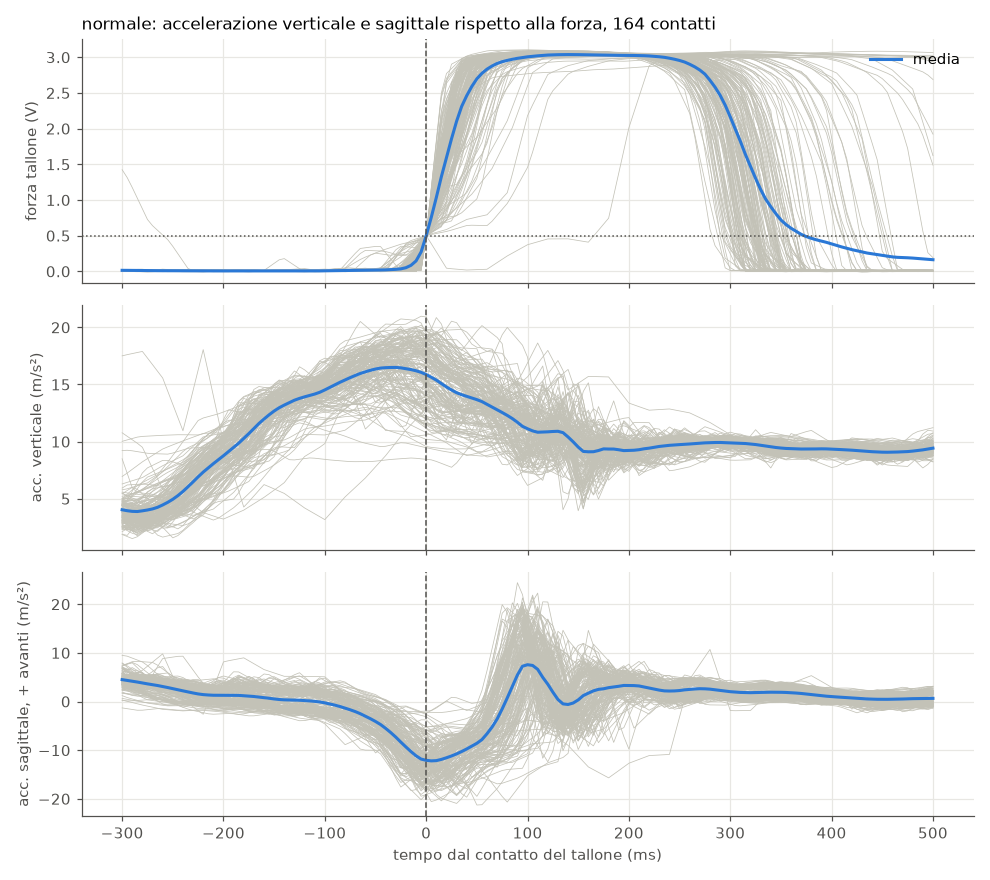 normale: accelerazione verticale e sagittale rispetto alla forza, 164 contatti
media
forza tallone (V)
3.0
2.5
2.0
1.5
1.0
0.5
0.0
acc. verticale (m/s²)
20
15
10
5
acc. sagittale, + avanti (m/s²)
20
10
0
−10
−20
−300 −200 −100 0 100 200 300 400 500
tempo dal contatto del tallone (ms)